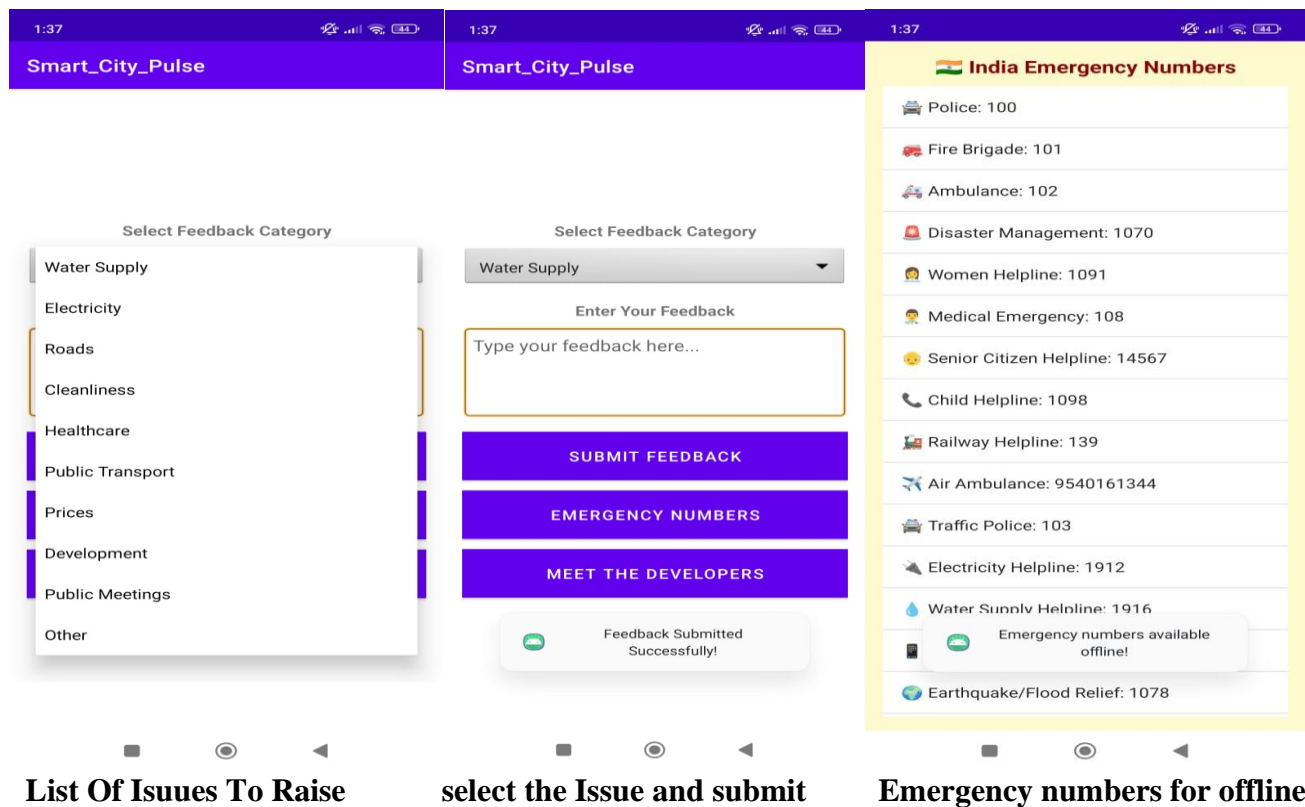 1:37
44
Smart_City_Pulse
Select Feedback Category
Water Supply
Electricity
Roads
Cleanliness
Healthcare
Public Transport
Prices
Development
Public Meetings
Other
List Of Isuues To Raise
1:37
44
Smart_City_Pulse
Select Feedback Category
Water Supply
Enter Your Feedback
Type your feedback here...
SUBMIT FEEDBACK
EMERGENCY NUMBERS
MEET THE DEVELOPERS
Feedback Submitted
Successfully!
select the Issue and submit
1:37
44
India Emergency Numbers
Police: 100
Fire Brigade: 101
Ambulance: 102
Disaster Management: 1070
Women Helpline: 1091
Medical Emergency: 108
Senior Citizen Helpline: 14567
Child Helpline: 1098
Railway Helpline: 139
Air Ambulance: 9540161344
Traffic Police: 103
Electricity Helpline: 1912
Water Supply Helpline: 1916
Emergency numbers available
offline!
Earthquake/Flood Relief: 1078
Emergency numbers for offline